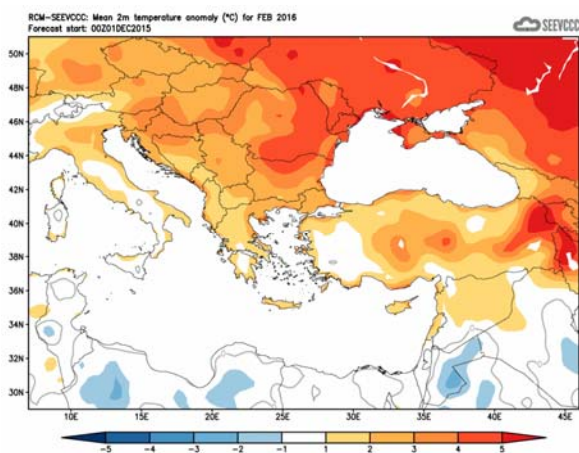 RCM-SEEVCCC: Mean 2m temperature anomaly (°C) for FEB 2016
Forecast start: 00Z01DEC2015
SEEVCCC
50N
48N
46N
44N
42N
40N
38N
36N
34N
32N
30N
10E 15E 20E 25E 30E 35E 40E 45E
-5 -4 -3 -2 -1 1 2 3 4 5